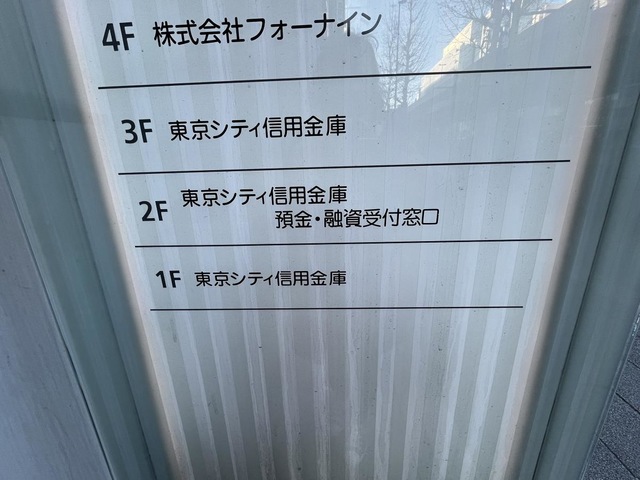 4F 株式会社フォーナイン
3F 東京シティ信用金庫
2F 東京シティ信用金庫
預金・融資受付窓口
1F 東京シティ信用金庫